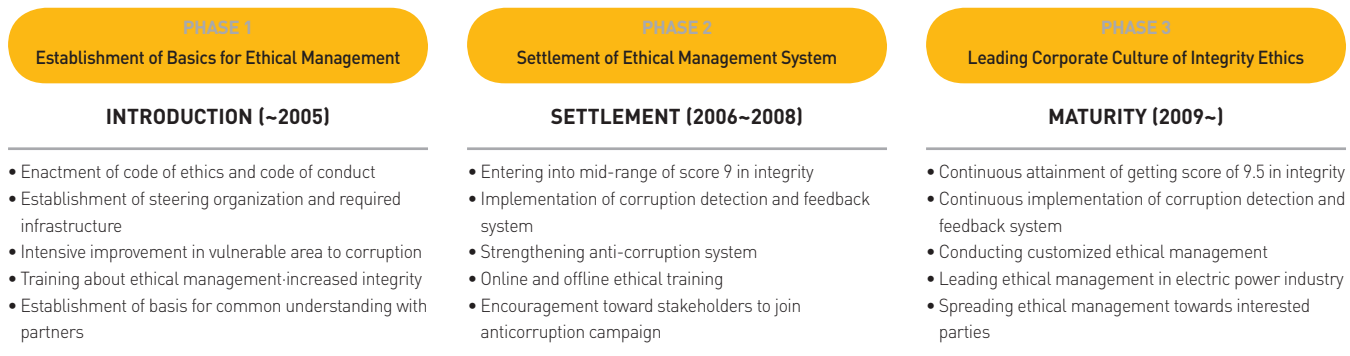 PHASE 1
Establishment of Basics for Ethical Management
INTRODUCTION (~2005)
• Enactment of code of ethics and code of conduct
• Establishment of steering organization and required
infrastructure
• Intensive improvement in vulnerable area to corruption
• Training about ethical management·increased integrity
• Establishment of basis for common understanding with
partners
PHASE 2
Settlement of Ethical Management System
SETTLEMENT (2006~2008)
• Entering into mid-range of score 9 in integrity
• Implementation of corruption detection and feedback
system
• Strengthening anti-corruption system
• Online and offline ethical training
• Encouragement toward stakeholders to join
anticorruption campaign
PHASE 3
Leading Corporate Culture of Integrity Ethics
MATURITY (2009~)
• Continuous attainment of getting score of 9.5 in integrity
• Continuous implementation of corruption detection and
feedback system
• Conducting customized ethical management
• Leading ethical management in electric power industry
• Spreading ethical management towards interested
parties